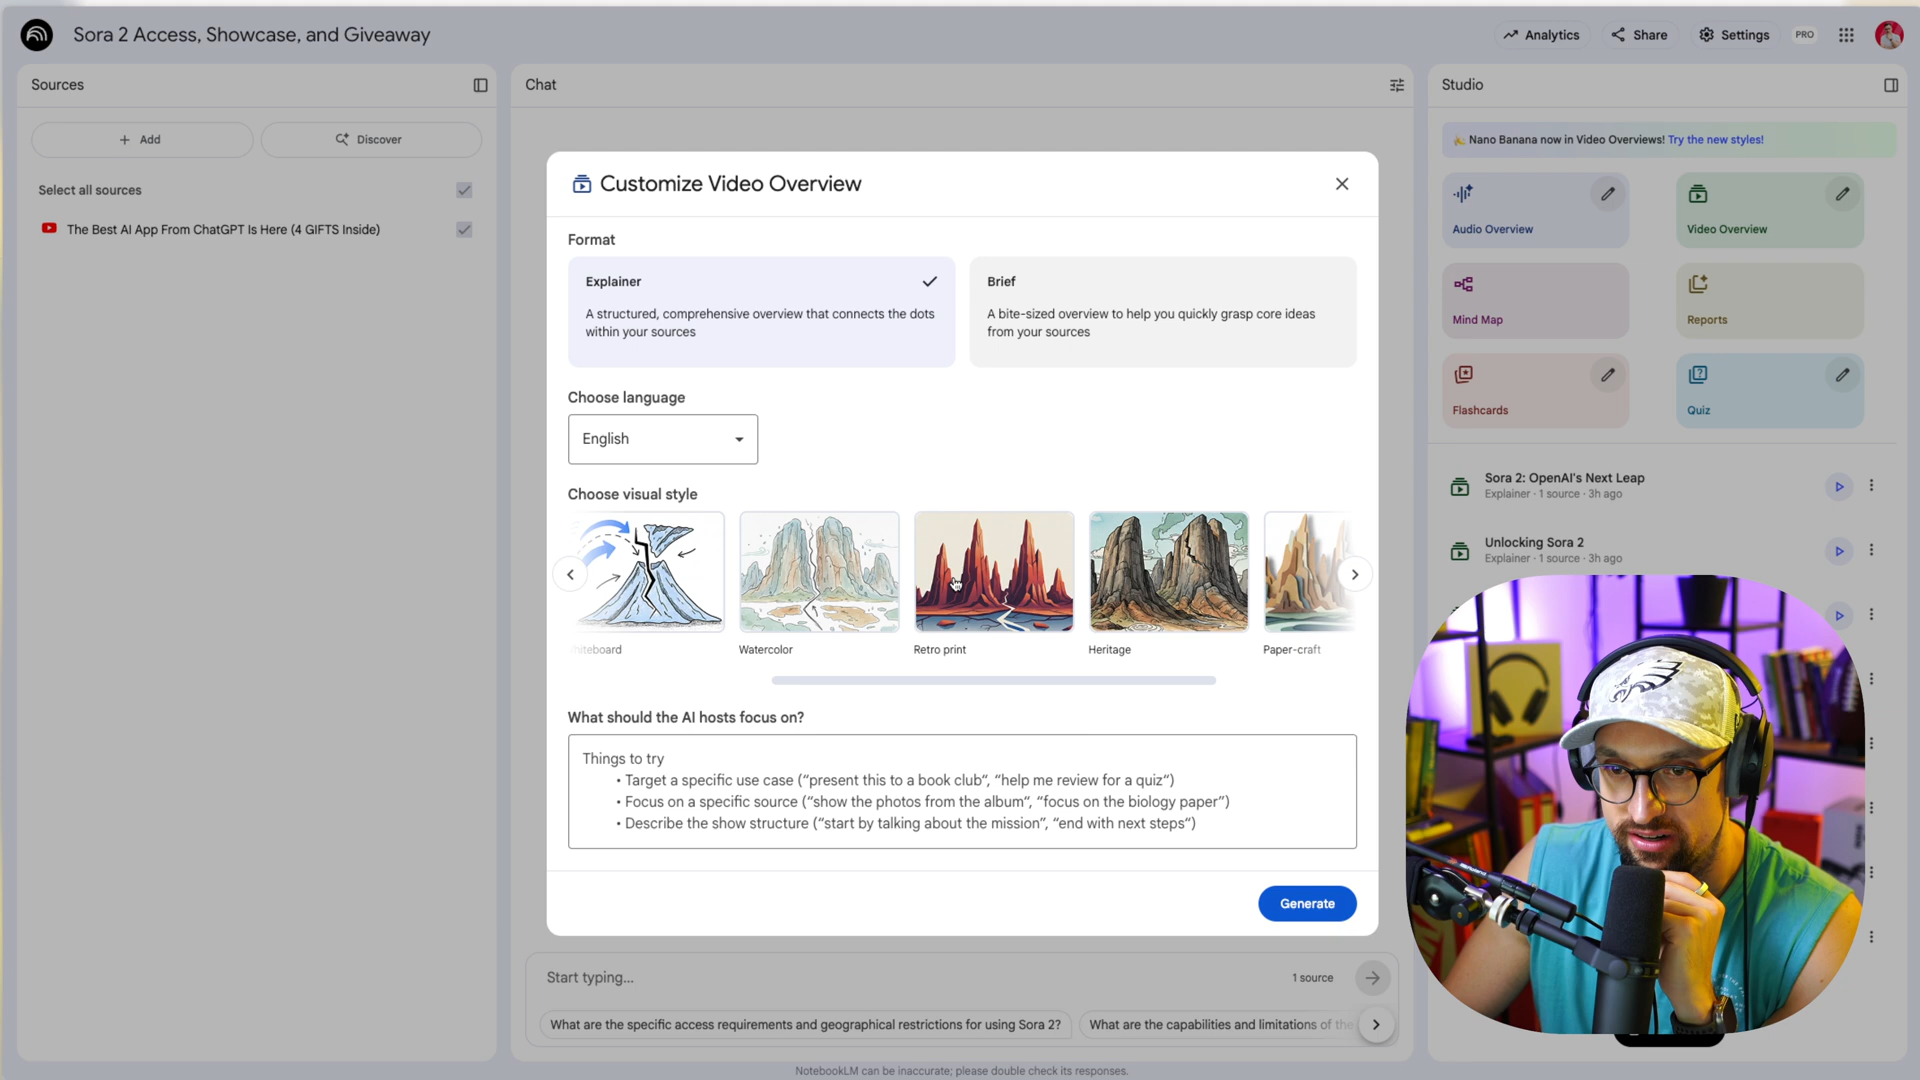 Sora 2 Access, Showcase, and Giveaway
Analytics
Share
Settings
PRO
Sources
Add
Discover
Select all sources
The Best AI App From ChatGPT Is Here (4 GIFTS Inside)
Chat
Customize Video Overview
Format
Explainer
A structured, comprehensive overview that connects the dots
within your sources
Brief
A bite-sized overview to help you quickly grasp core ideas
from your sources
Choose language
English
Choose visual style
Watercolor
Retro print
Heritage
Paper-craft
What should the AI hosts focus on?
Things to try
• Target a specific use case (“present this to a book club“, “help me review for a quiz“)
• Focus on a specific source (“show the photos from the album“, “focus on the biology paper”)
• Describe the show structure (“start by talking about the mission“, “end with next steps“)
Generate
Start typing...
1 source
What are the specific access requirements and geographical restrictions for using Sora 2?
What are the capabilities and limitations of the
NotebookLM can be inaccurate; please double check its responses.
Studio
Nano Banana now in Video Overviews! Try the new styles!
Audio Overview
Video Overview
Mind Map
Reports
Flashcards
Quiz
Sora 2: OpenAI's Next Leap
Explainer · 1 source · 3h ago
Unlocking Sora 2
Explainer · 1 source · 3h ago